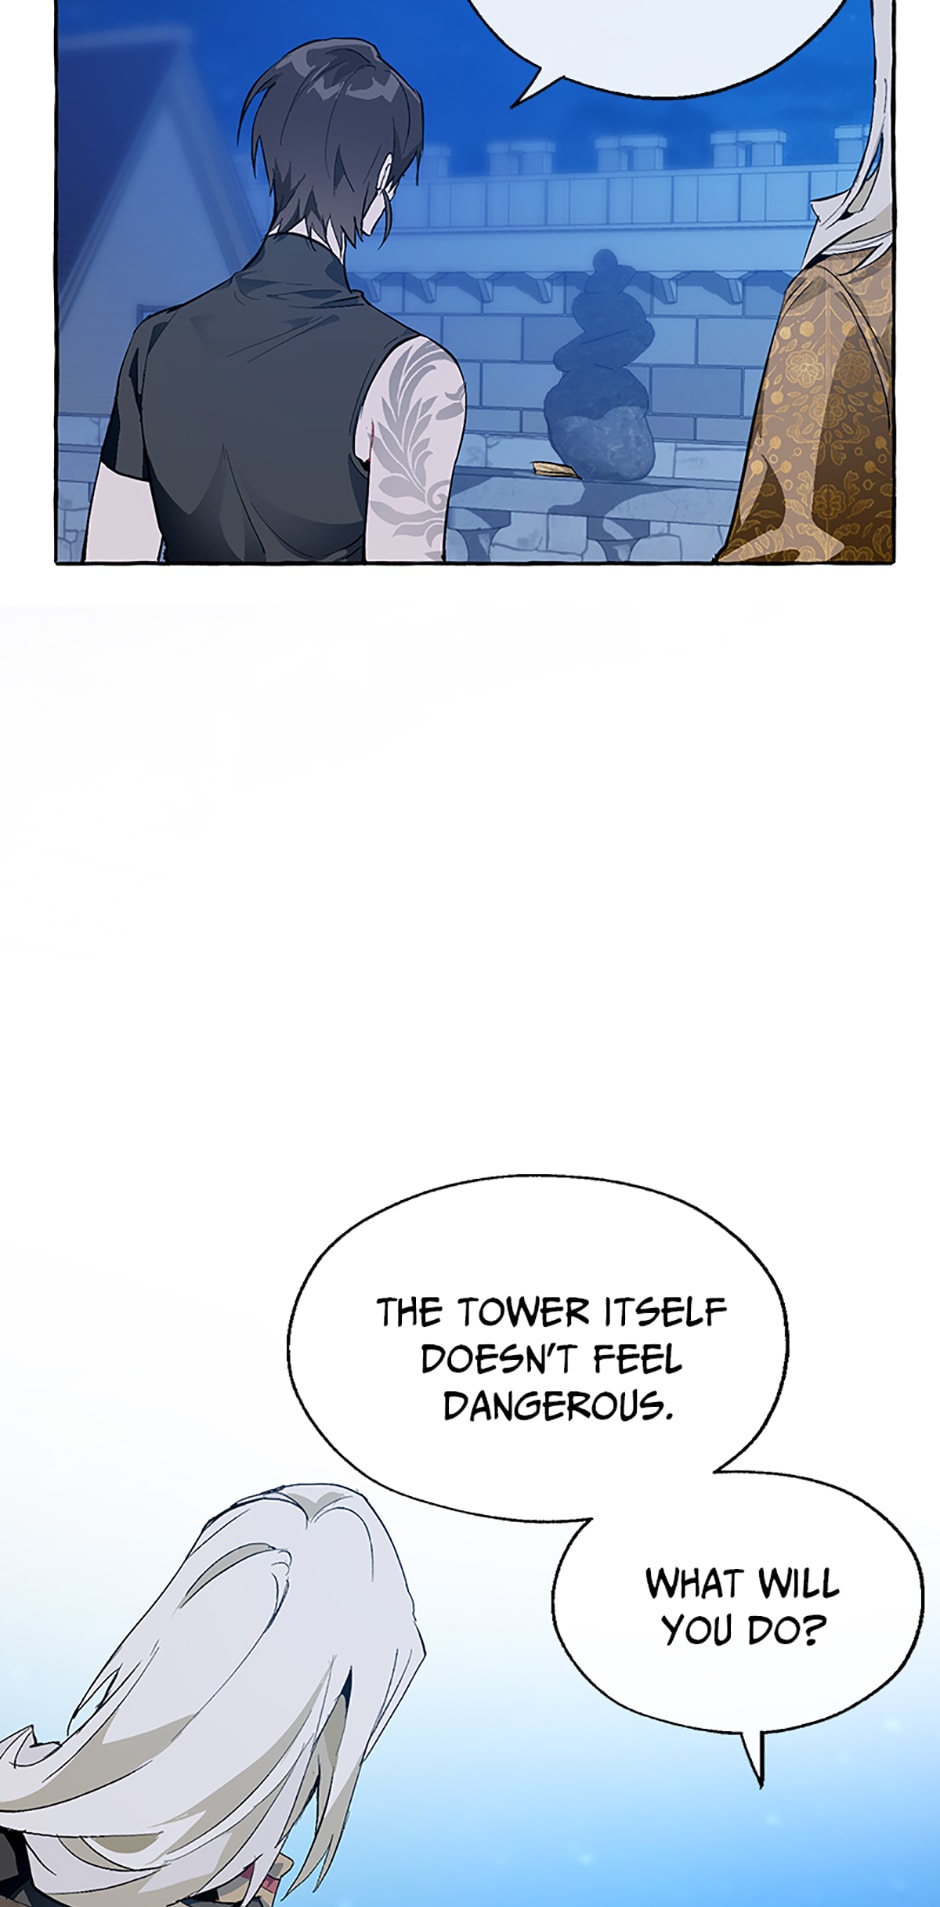 THE TOWER ITSELF
DOESN'T FEEL
DANGEROUS.
WHAT WILL
YOU DO?